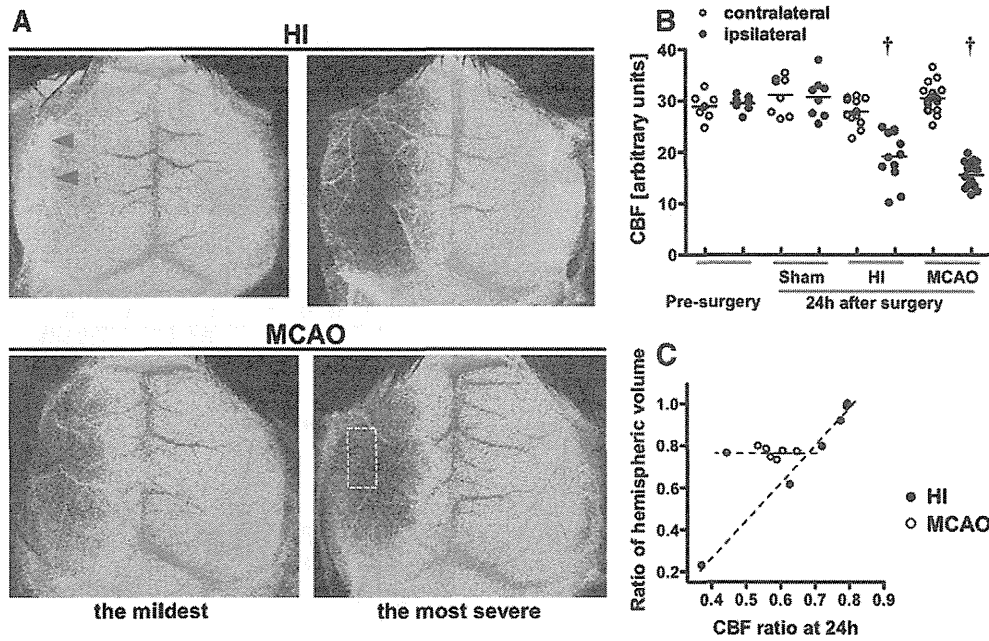 A
HI
MCAO
the mildest
the most severe
B
contralateral
ipsilateral
† †
CBF [arbitrary units]
40
30
20
10
0
Sham HI MCAO
Pre-surgery 24h after surgery
C
Ratio of hemispheric volume
1.0
0.8
0.6
0.4
0.2
0.4 0.5 0.6 0.7 0.8 0.9
CBF ratio at 24h
HI
MCAO